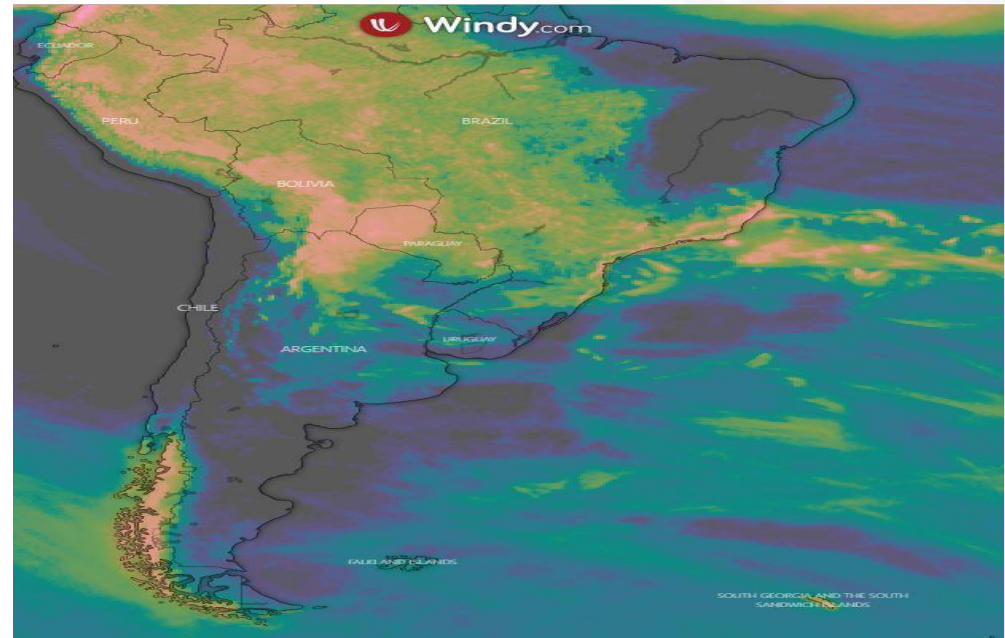 Windy.com
ECUADOR
PERU
BRAZIL
BOLIVIA
PARAGUAY
CHILE
URUGUAY
ARGENTINA
FALKLAND ISLANDS
SOUTH GEORGIA AND THE SOUTH
SANDWICH ISLANDS